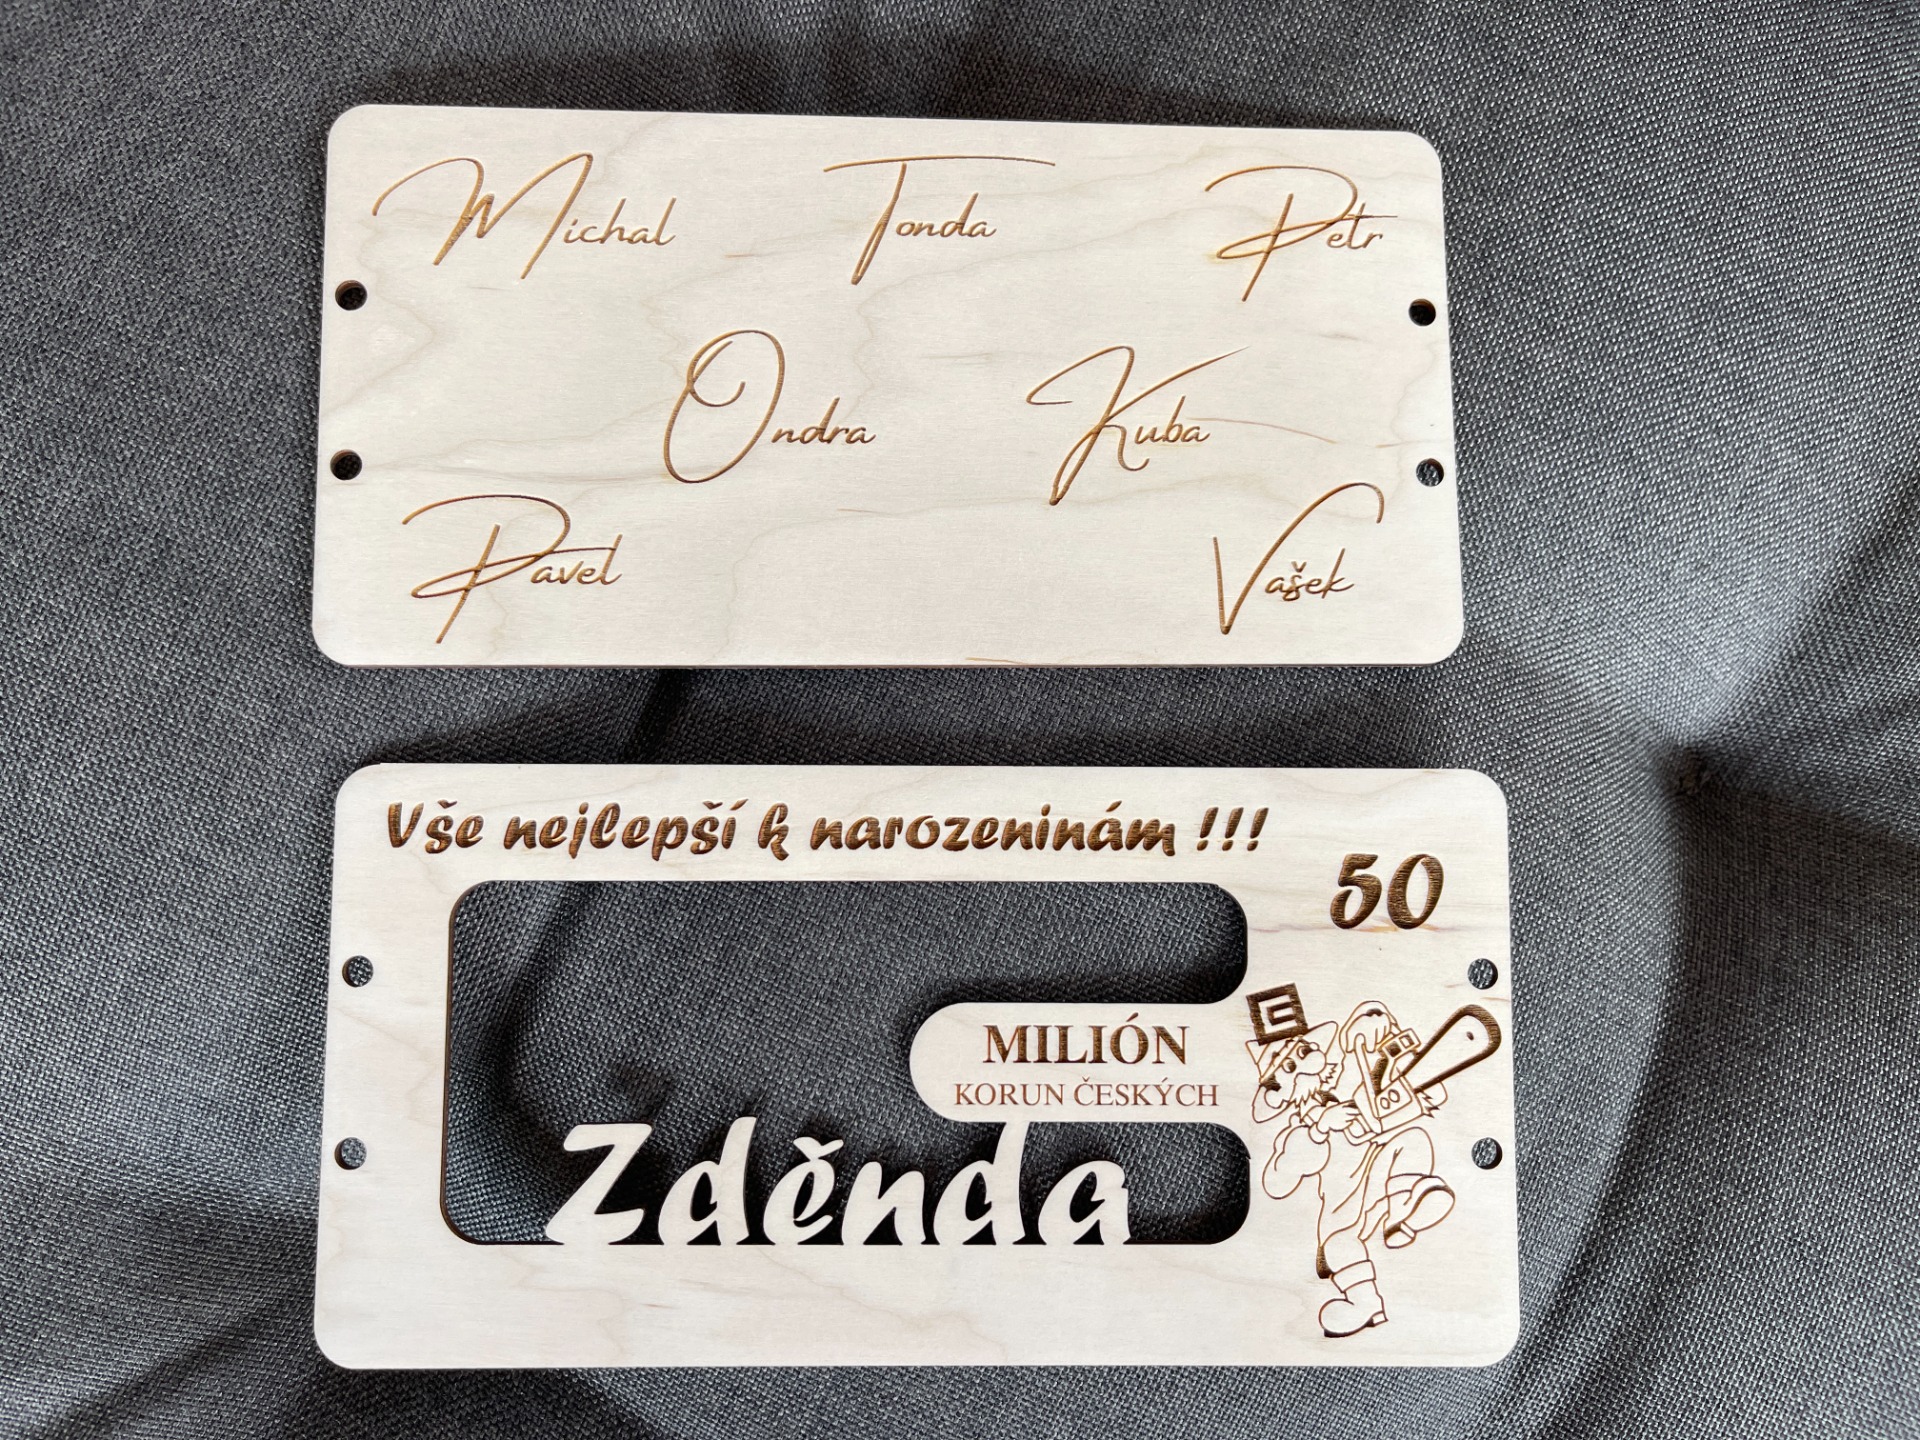 Michal Tonda Petr
Ondra Kuba
Pavel Vašek
Vše nejlepší k narozeninám !!!
50
MILIÓN
KORUN ČESKÝCH
Zděnda